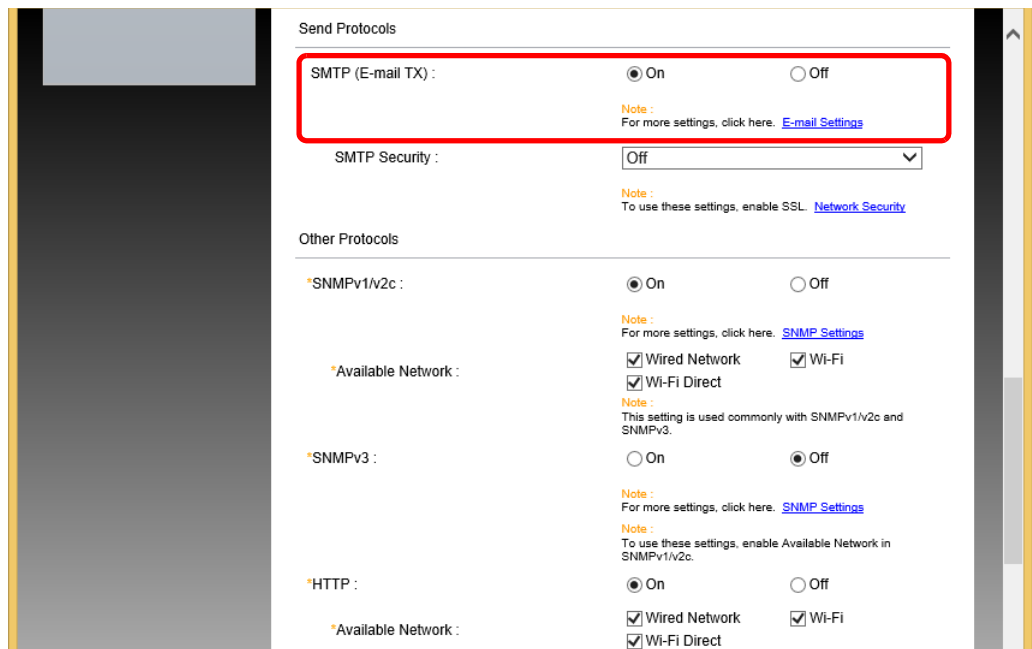 Send Protocols
SMTP (E-mail TX) : On Off
Note :
For more settings, click here. E-mail Settings
SMTP Security : Off
Note :
To use these settings, enable SSL. Network Security
Other Protocols
*SNMPv1/v2c : On Off
Note :
For more settings, click here. SNMP Settings
*Available Network : Wired Network Wi-Fi
Wi-Fi Direct
Note :
This setting is used commonly with SNMPv1/v2c and
SNMPv3.
*SNMPv3 : On Off
Note :
For more settings, click here. SNMP Settings
Note :
To use these settings, enable Available Network in
SNMPv1/v2c.
*HTTP : On Off
*Available Network : Wired Network Wi-Fi
Wi-Fi Direct